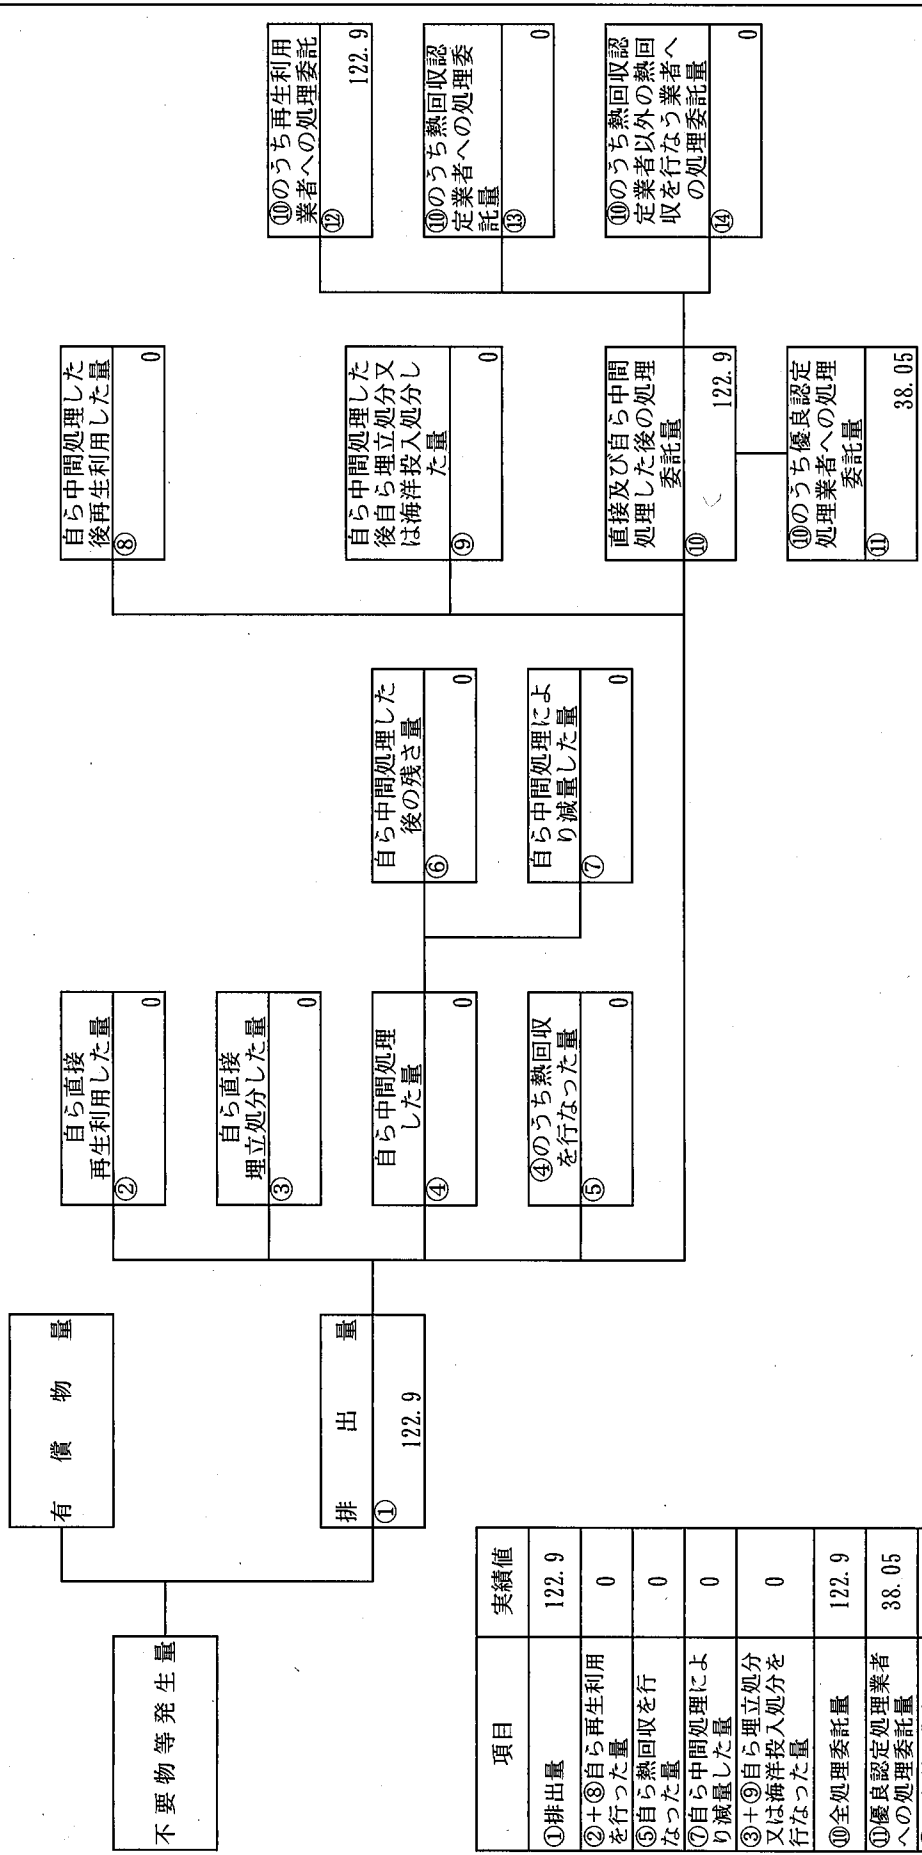 不要物等発生量
有償物量
排出量
①
122.9
自ら直接
再生利用した量
②
0
自ら直接
埋立処分した量
③
0
自ら中間処理
した量
④
0
④のうち熱回収
を行なった量
⑤
0
自ら中間処理した
後の残さ量
⑥
0
自ら中間処理によ
り減量した量
⑦
0
自ら中間処理した
後再生利用した量
⑧
0
自ら中間処理した
後自ら埋立処分又
は海洋投入処分し
た量
⑨
0
直接及び自ら中間
処理した後の処理
委託量
⑩
122.9
⑩のうち優良認定
処理業者への処理
委託量
⑪
38.05
⑩のうち再生利用
業者への処理委託
⑫
122.9
⑩のうち熱回収認
定業者への処理委
託量
⑬
0
⑩のうち熱回収認
定業者以外の熱回
収を行なう業者へ
の処理委託量
⑭
0
項目 実績値
①排出量 122.9
②+⑧自ら再生利用
を行った量 0
⑤自ら熱回収を行
なった量 0
⑦自ら中間処理によ
り減量した量 0
③+⑨自ら埋立処分
又は海洋投入処分を
行なった量 0
⑩全処理委託量 122.9
⑪優良認定処理業者
への処理委託量 38.05